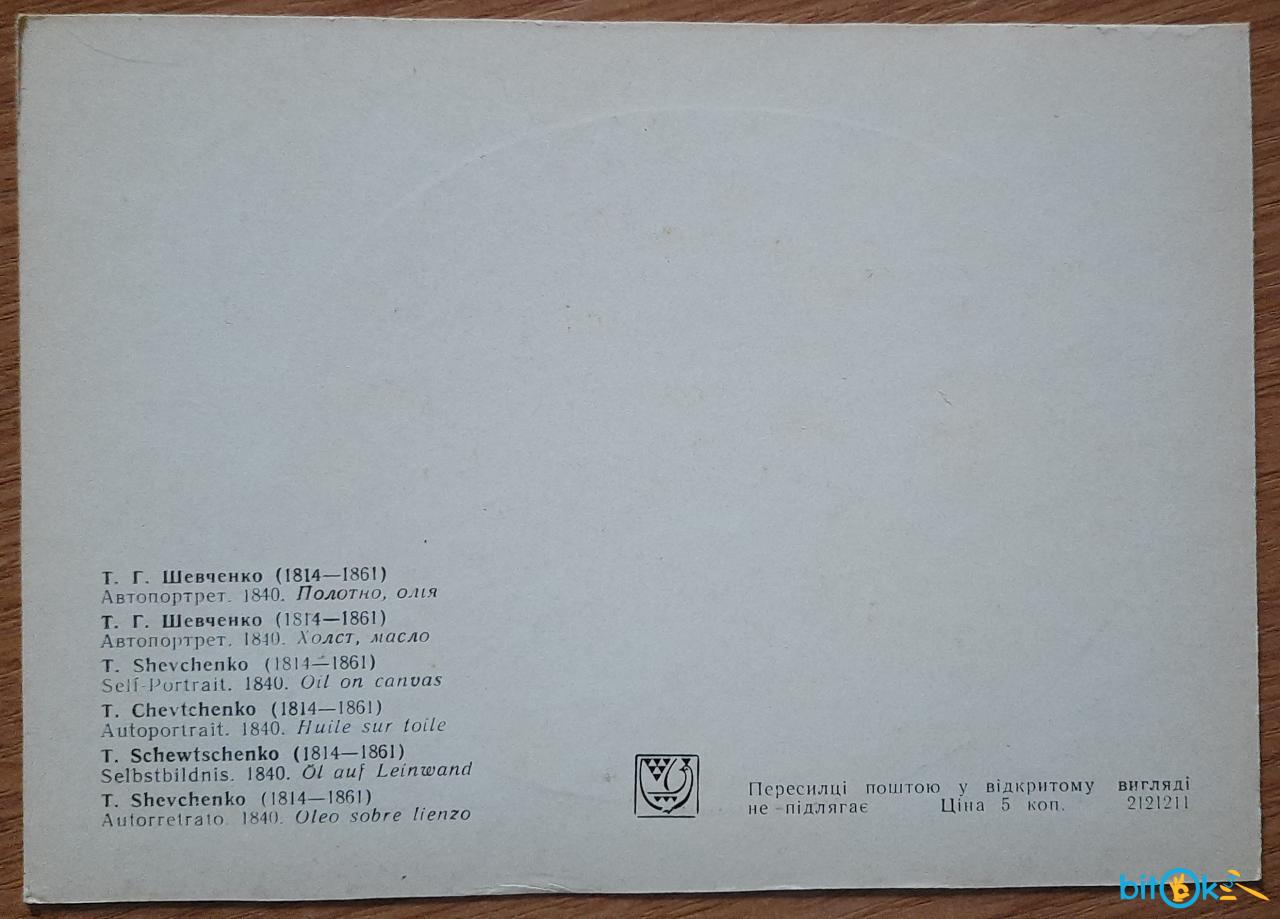 Т. Г. Шевченко (1814—1861)
Автопортрет. 1840. Полотно, олія
Т. Г. Шевченко (1814—1861)
Автопортрет. 1840. Холст, масло
T. Shevchenko (1814—1861)
Self-Portrait. 1840. Oil on canvas
T. Chevtchenko (1814—1861)
Autoportrait. 1840. Huile sur toile
T. Schewtschenko (1814—1861)
Selbstbildnis. 1840. Öl auf Leinwand
T. Shevchenko (1814—1861)
Autorretrato. 1840. Oleo sobre lienzo
Пересилці поштою у відкритому вигляді
не підлягає Ціна 5 коп. 2121211
bitOk